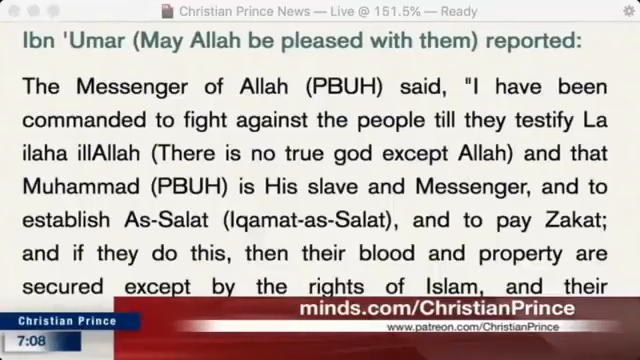 Christian Prince News — Live @ 151.5% — Ready
Ibn 'Umar (May Allah be pleased with them) reported:
The Messenger of Allah (PBUH) said, "I have been
commanded to fight against the people till they testify La
ilaha illAllah (There is no true god except Allah) and that
Muhammad (PBUH) is His slave and Messenger, and to
establish As-Salat (Iqamat-as-Salat), and to pay Zakat;
and if they do this, then their blood and property are
secured except by the rights of Islam, and their
minds.com/ChristianPrince
Christian Prince
www.patreon.com/ChristianPrince
7:08